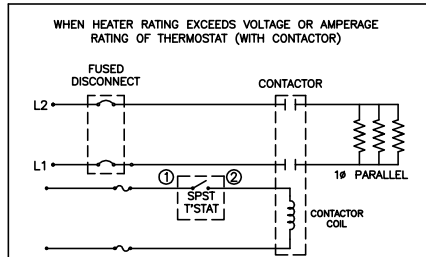 WHEN HEATER RATING EXCEEDS VOLTAGE OR AMPERAGE
RATING OF THERMOSTAT (WITH CONTACTOR)
FUSED
DISCONNECT
CONTACTOR
L2
L1
① ②
SPST
T'STAT
1ø PARALLEL
CONTACTOR
COIL